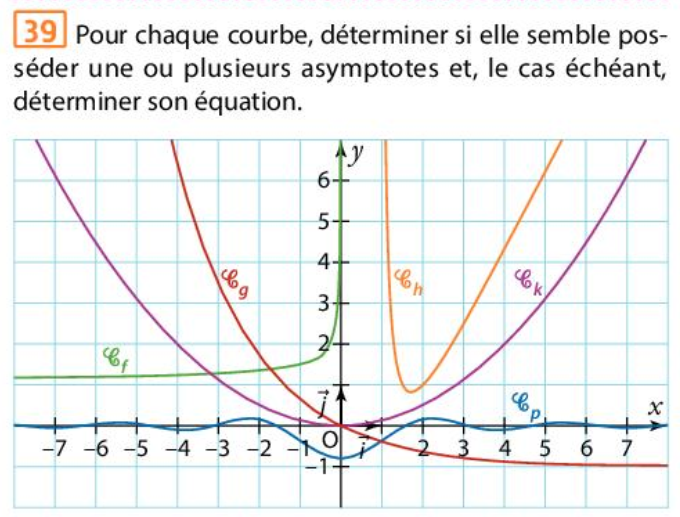 39 Pour chaque courbe, déterminer si elle semble pos-
séder une ou plusieurs asymptotes et, le cas échéant,
déterminer son équation.
y
6
5
𝒞g 𝒞h 𝒞k
4
3
2
𝒞f
j 𝒞p x
-7 -6 -5 -4 -3 -2 -1 O i 2 3 4 5 6 7
-1